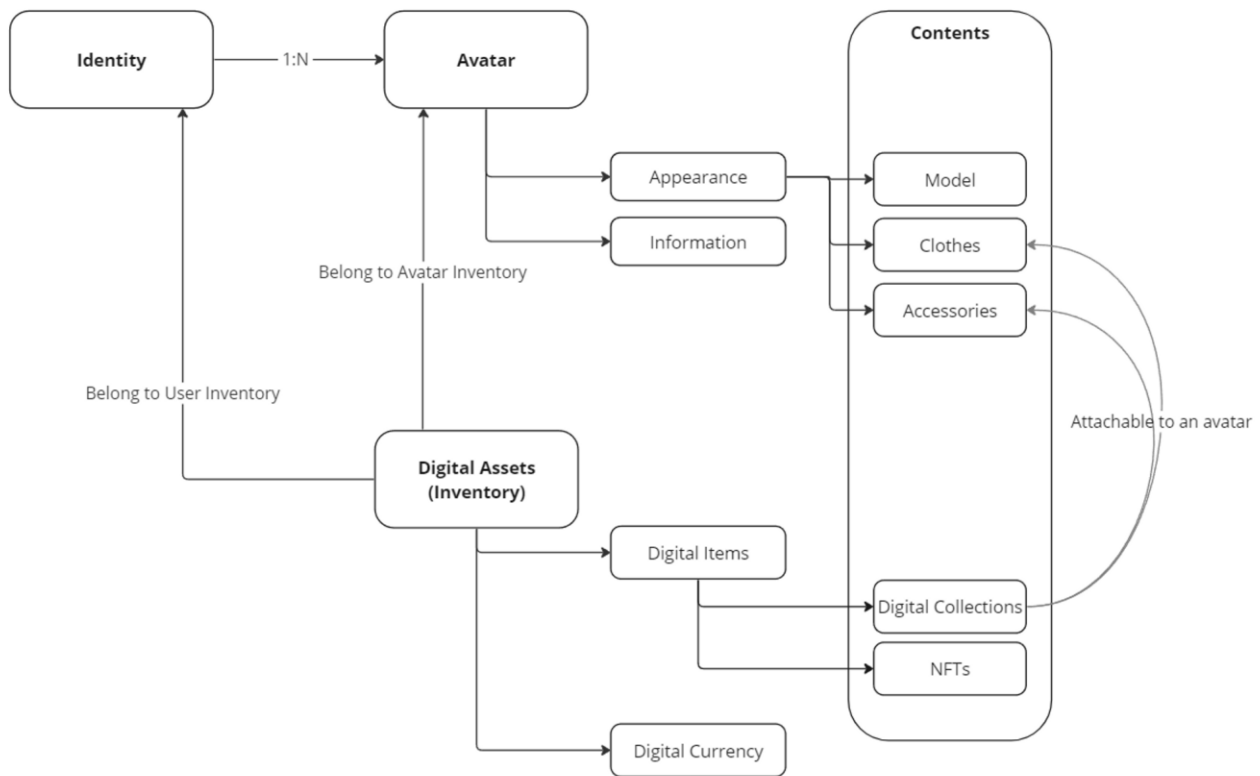 Contents
Identity
1:N
Avatar
Appearance
Model
Information
Clothes
Belong to Avatar Inventory
Accessories
Belong to User Inventory
Attachable to an avatar
Digital Assets
(Inventory)
Digital Items
Digital Collections
NFTs
Digital Currency